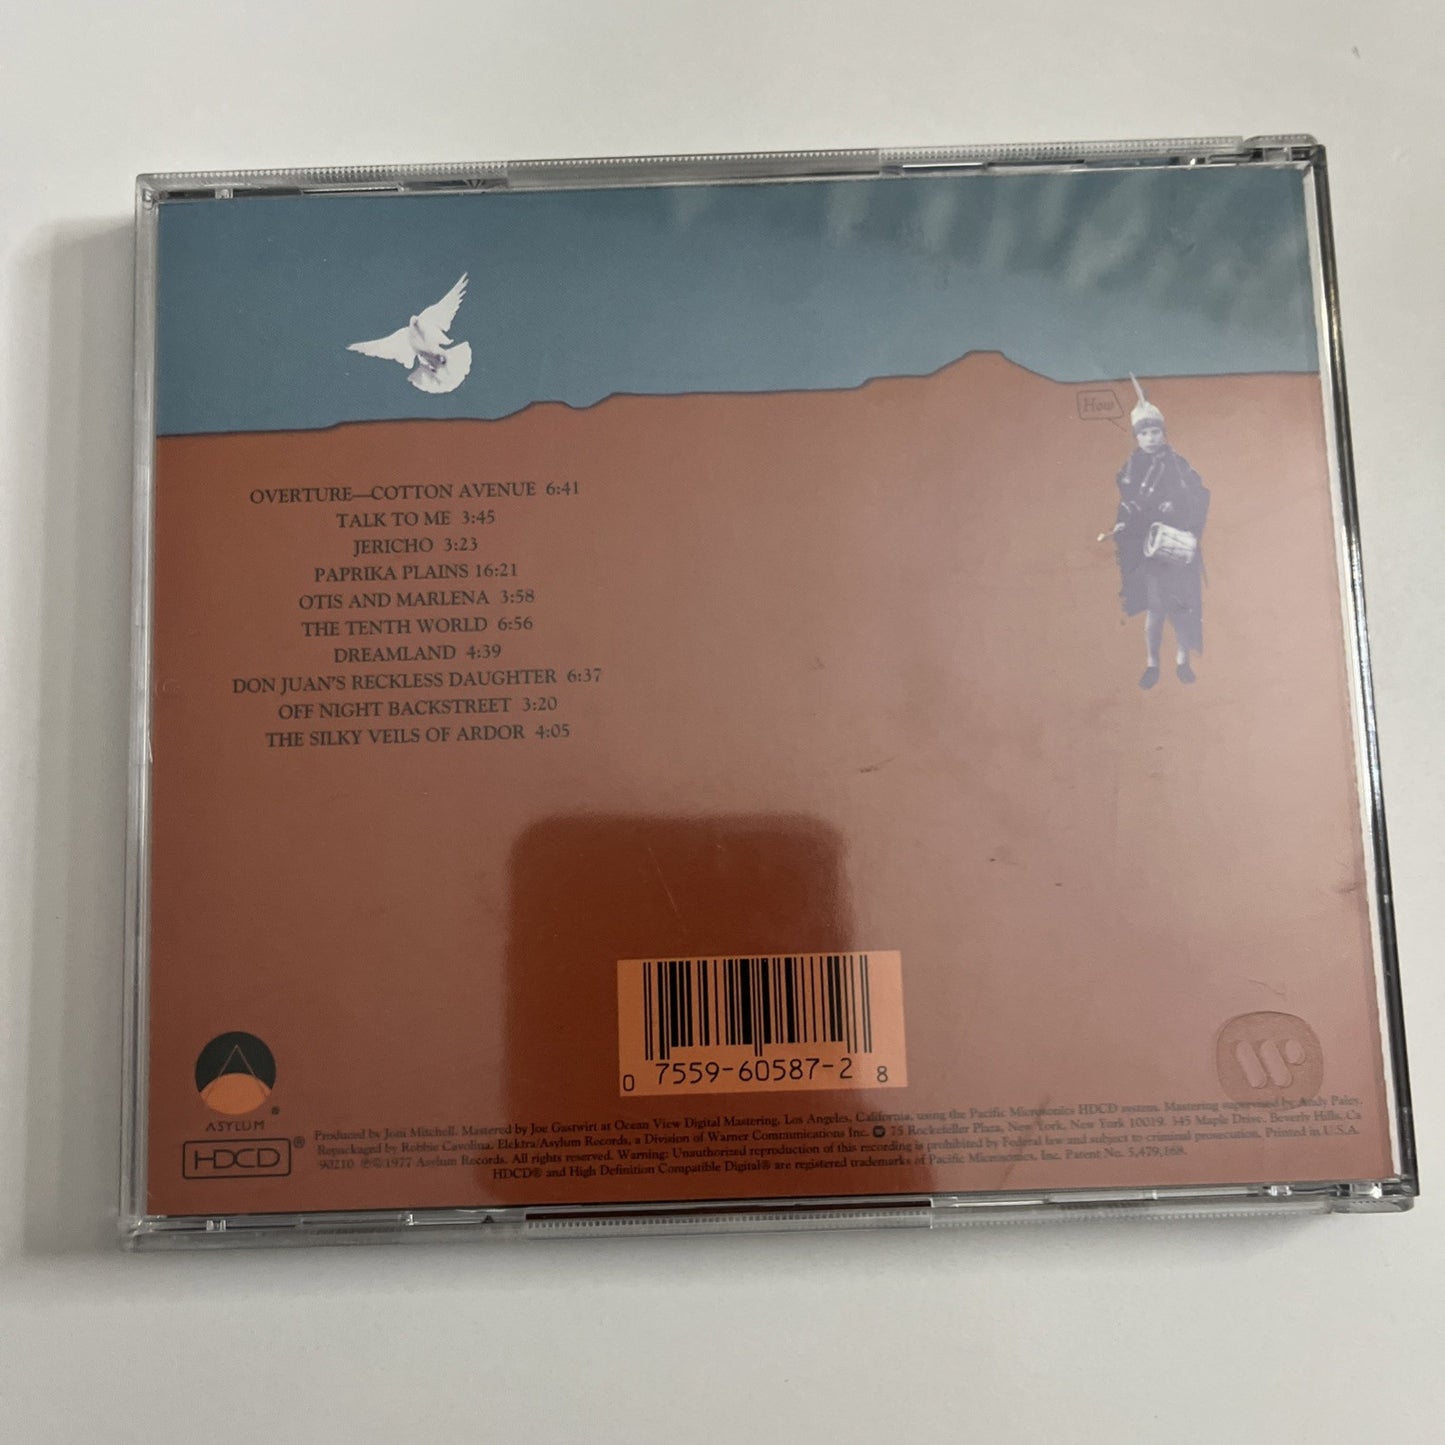 How
OVERTURE—COTTON AVENUE 6:41
TALK TO ME 3:45
JERICHO 3:23
PAPRIKA PLAINS 16:21
OTIS AND MARLENA 3:58
THE TENTH WORLD 6:56
DREAMLAND 4:39
DON JUAN'S RECKLESS DAUGHTER 6:37
OFF NIGHT BACKSTREET 3:20
THE SILKY VEILS OF ARDOR 4:05
0 7559-60587-2 8
ASYLUM
HDCD®
Produced by Joni Mitchell. Mastered by Joe Gastwirt at Ocean View Digital Mastering, Los Angeles, California, using the Pacific Microsonics HDCD system. Mastering supervised by Andy Paley.
Repackaged by Robbie Cavolina. Elektra/Asylum Records, a Division of Warner Communications Inc. 75 Rockefeller Plaza, New York, New York 10019. 345 Maple Drive, Beverly Hills, Ca
90210 ℗©1977 Asylum Records. All rights reserved. Warning: Unauthorized reproduction of this recording is prohibited by Federal law and subject to criminal prosecution. Printed in U.S.A.
HDCD® and High Definition Compatible Digital® are registered trademarks of Pacific Microsonics, Inc. Patent No. 5,479,168.